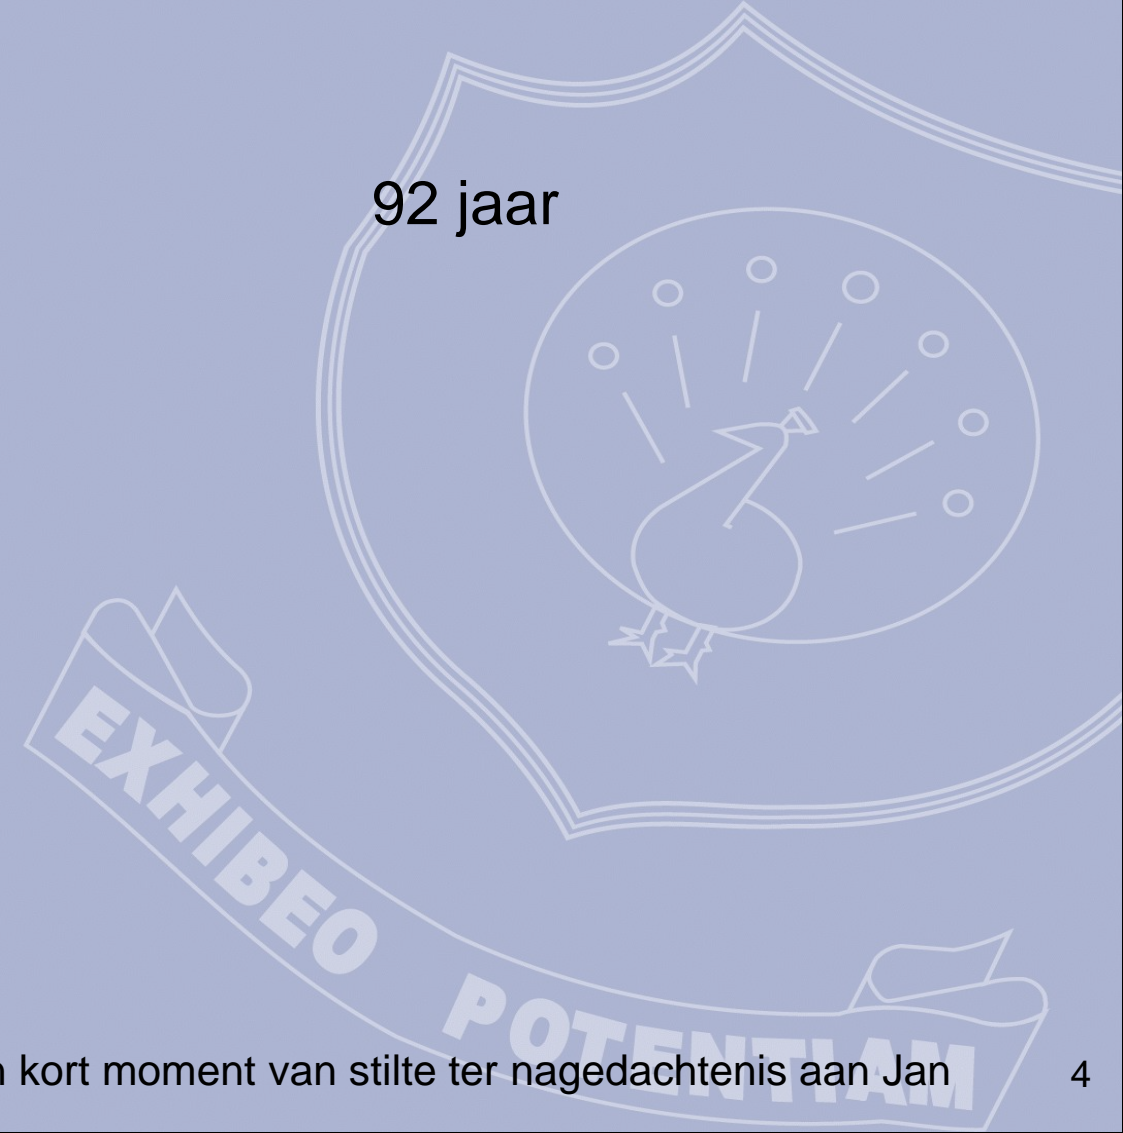 92 jaar
EXHIBEO POTENTIAM
kort moment van stilte ter nagedachtenis aan Jan
4